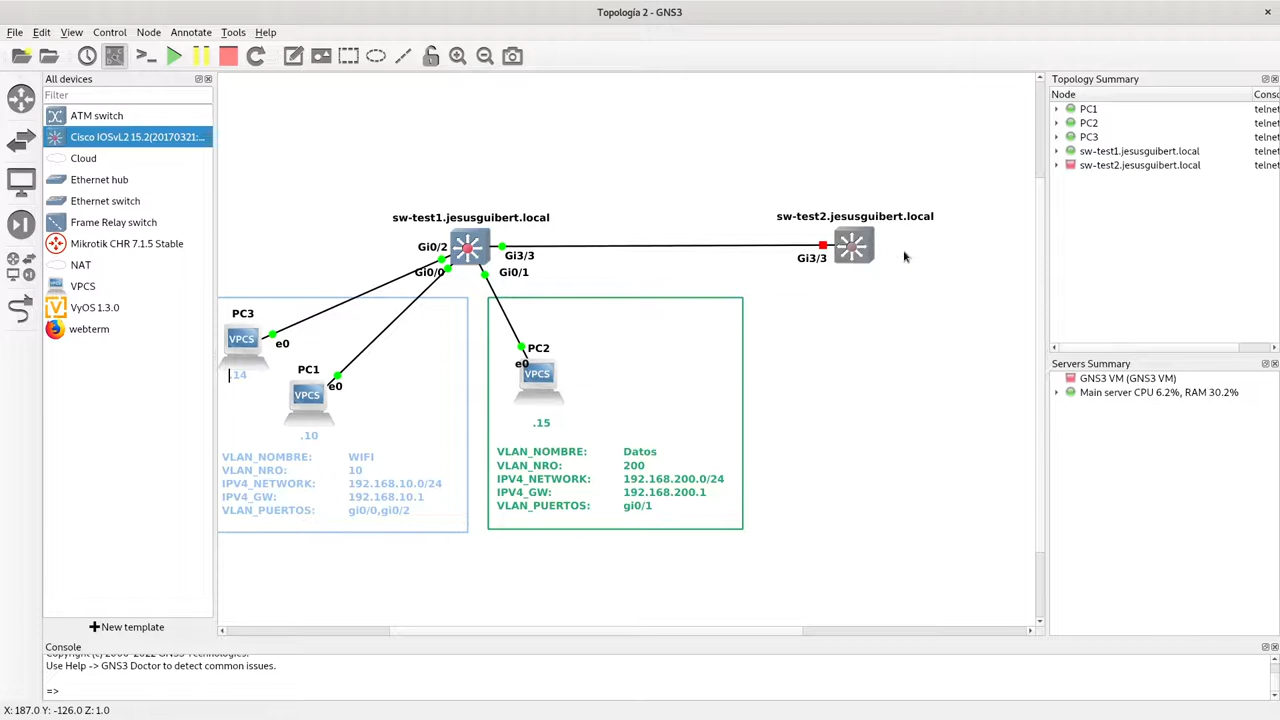 Topología 2 - GNS3
File Edit View Control Node Annotate Tools Help
All devices
Filter
ATM switch
Cisco IOSvL2 15.2(20170321:...
Cloud
Ethernet hub
Ethernet switch
Frame Relay switch
Mikrotik CHR 7.1.5 Stable
NAT
VPCS
VyOS 1.3.0
webterm
New template
sw-test1.jesusguibert.local
sw-test2.jesusguibert.local
Gi0/2
Gi3/3
Gi3/3
Gi0/0
Gi0/1
PC3
VPCS
e0
.14
PC1
VPCS
e0
.10
VLAN_NOMBRE: WIFI
VLAN_NRO: 10
IPV4_NETWORK: 192.168.10.0/24
IPV4_GW: 192.168.10.1
VLAN_PUERTOS: gi0/0,gi0/2
PC2
e0
VPCS
.15
VLAN_NOMBRE: Datos
VLAN_NRO: 200
IPV4_NETWORK: 192.168.200.0/24
IPV4_GW: 192.168.200.1
VLAN_PUERTOS: gi0/1
Topology Summary
Node Conso
PC1 telnet
PC2 telnet
PC3 telnet
sw-test1.jesusguibert.local telnet
sw-test2.jesusguibert.local telnet
Servers Summary
GNS3 VM (GNS3 VM)
Main server CPU 6.2%, RAM 30.2%
Console
Copyright (c) 2006-2022 GNS3 Technologies.
Use Help -> GNS3 Doctor to detect common issues.
=>
X: 187.0 Y: -126.0 Z: 1.0